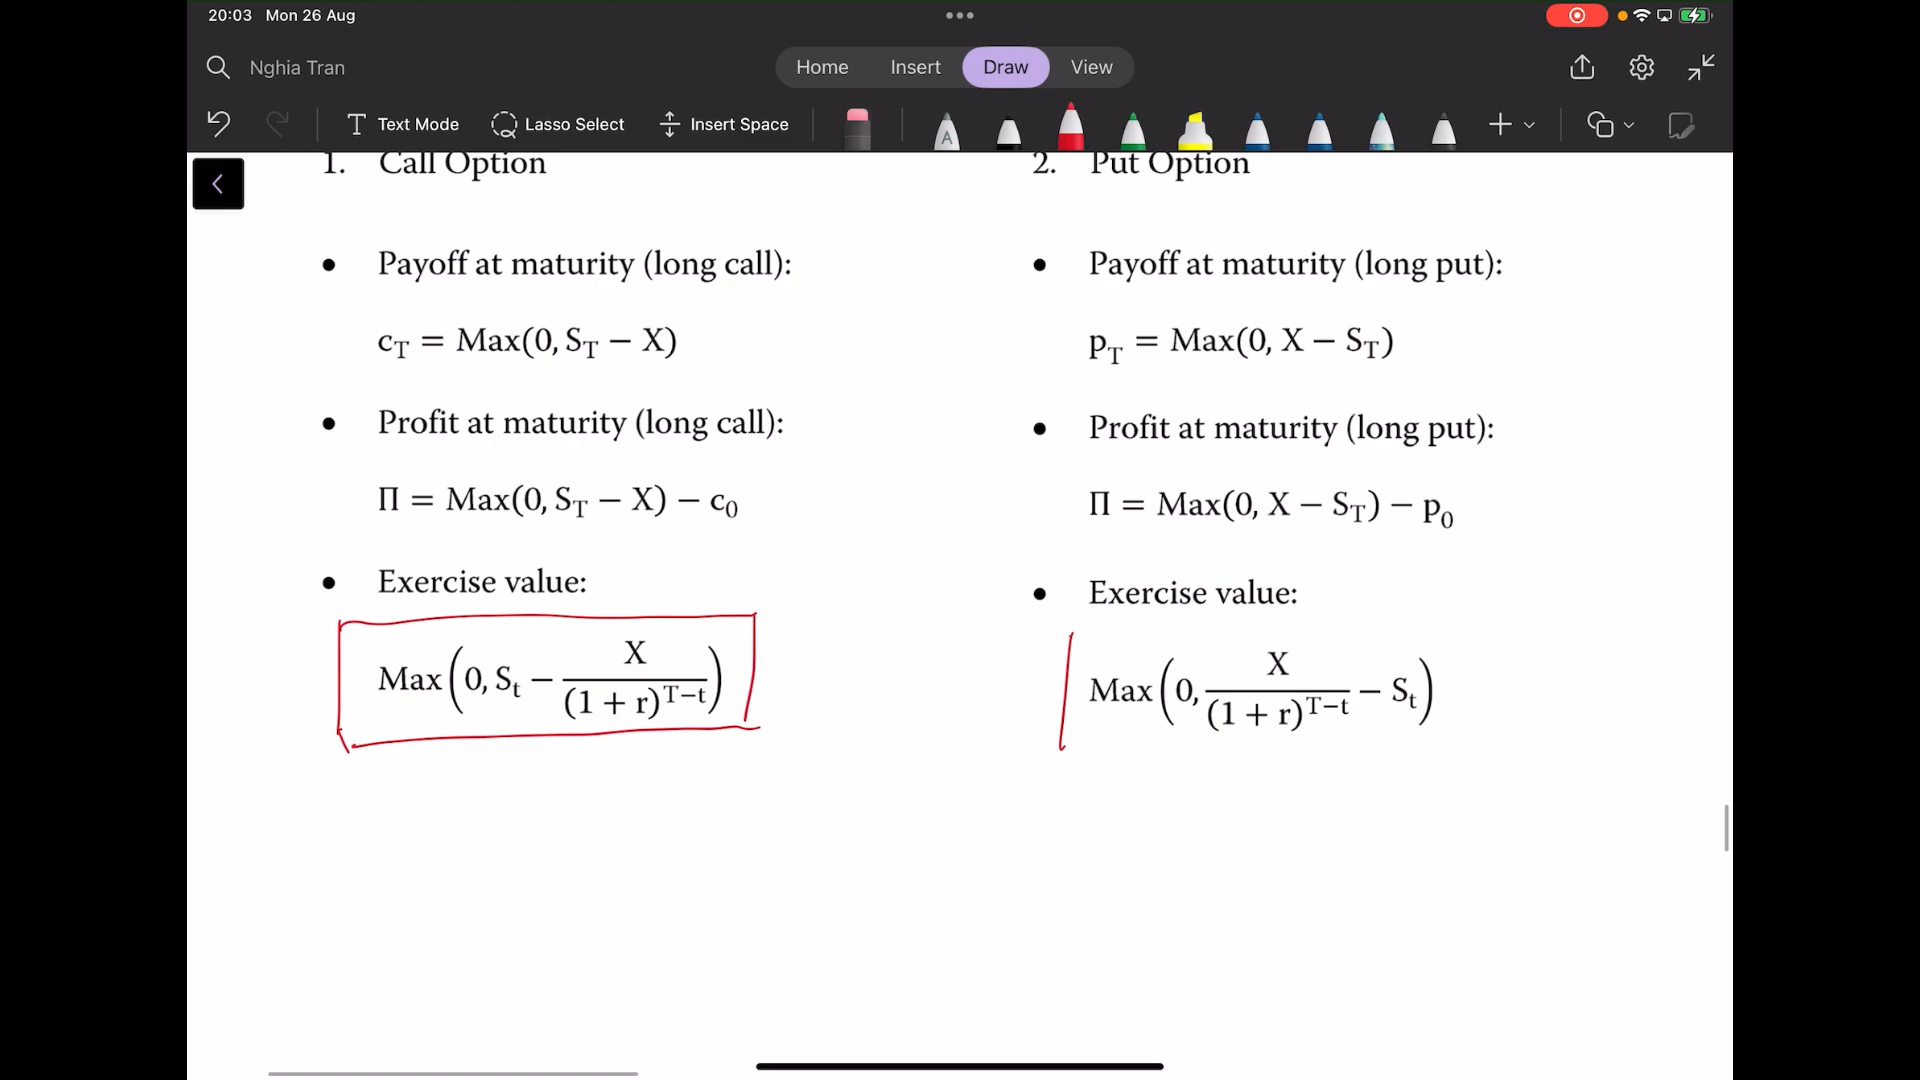 20:03 Mon 26 Aug
Nghia Tran
Home Insert Draw View
Text Mode Lasso Select Insert Space
A
1. Call Option
• Payoff at maturity (long call):
c_T = Max(0, S_T − X)
• Profit at maturity (long call):
Π = Max(0, S_T − X) − c_0
• Exercise value:
Max(0, S_t − X/(1 + r)^{T−t})
2. Put Option
• Payoff at maturity (long put):
p_T = Max(0, X − S_T)
• Profit at maturity (long put):
Π = Max(0, X − S_T) − p_0
• Exercise value:
Max(0, X/(1 + r)^{T−t} − S_t)